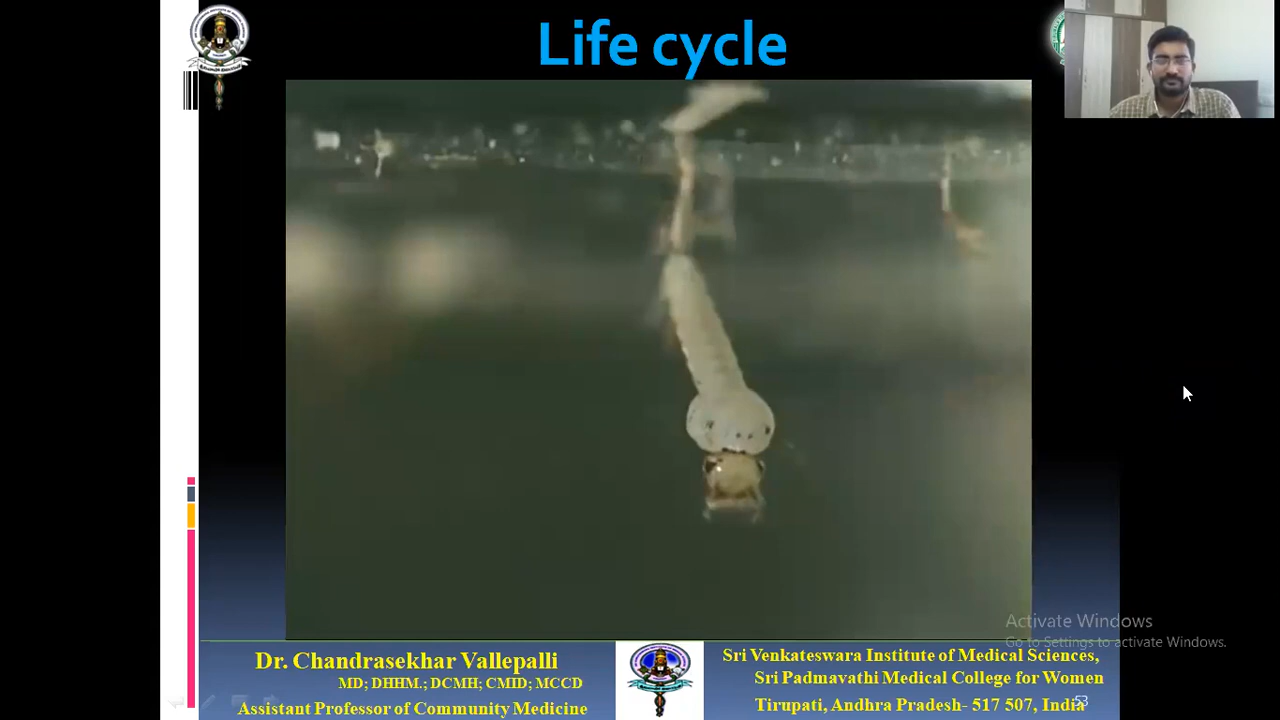 Life cycle
Activate Windows
Go to Settings to activate Windows.
Dr. Chandrasekhar Vallepalli
MD; DHHM.; DCMH; CMID; MCCD
Assistant Professor of Community Medicine
Sri Venkateswara Institute of Medical Sciences,
Sri Padmavathi Medical College for Women
Tirupati, Andhra Pradesh- 517 507, India
53